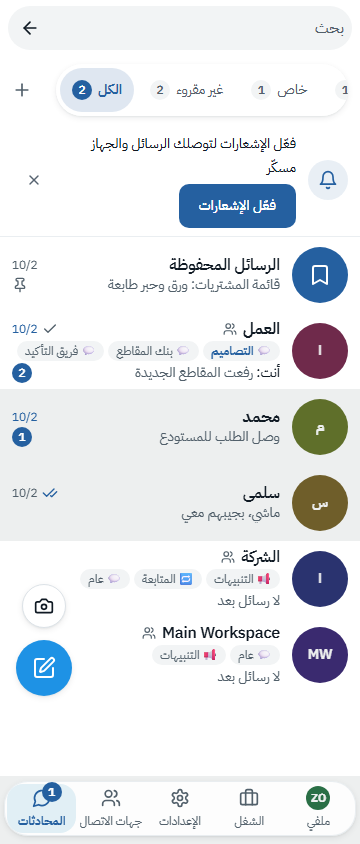 بحث
الكل 2
غير مقروء 2
خاص 1
1
فعّل الإشعارات لتوصلك الرسائل والجهاز
مسكّر
فعّل الإشعارات
الرسائل المحفوظة 10/2
قائمة المشتريات: ورق وحبر طابعة
ا
العمل 10/2
التصاميم بنك المقاطع فريق التأكيد
أنت: رفعت المقاطع الجديدة 2
م
محمد 10/2
وصل الطلب للمستودع 1
س
سلمى 10/2
ماشي، بجيبهم معي
ا
الشركة
التنبيهات المتابعة عام
لا رسائل بعد
MW
Main Workspace
عام التنبيهات
لا رسائل بعد
ZO
1
ملفي الشغل الإعدادات جهات الاتصال المحادثات